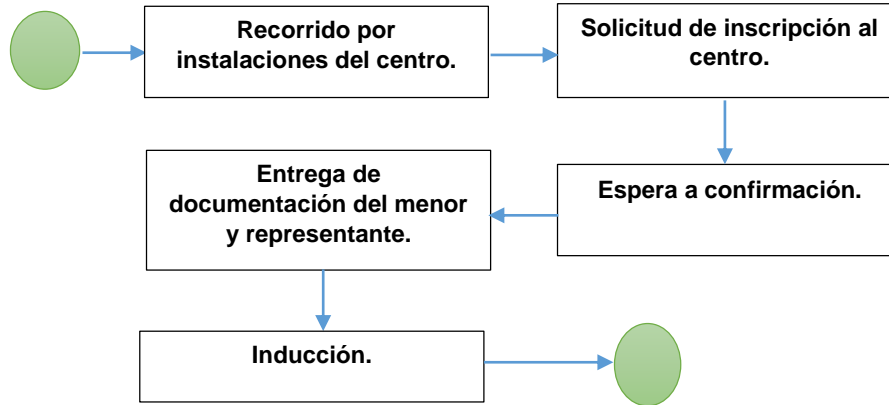 Recorrido por
instalaciones del centro.
Solicitud de inscripción al
centro.
Espera a confirmación.
Entrega de
documentación del menor
y representante.
Inducción.